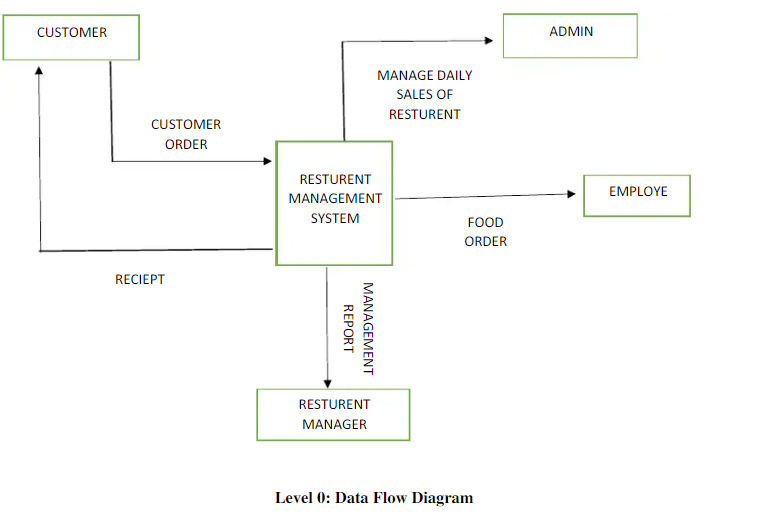 CUSTOMER
ADMIN
MANAGE DAILY
SALES OF
RESTURENT
CUSTOMER
ORDER
RESTURENT
MANAGEMENT
SYSTEM
EMPLOYE
FOOD
ORDER
RECIEPT
MANAGEMENT
REPORT
RESTURENT
MANAGER
Level 0: Data Flow Diagram